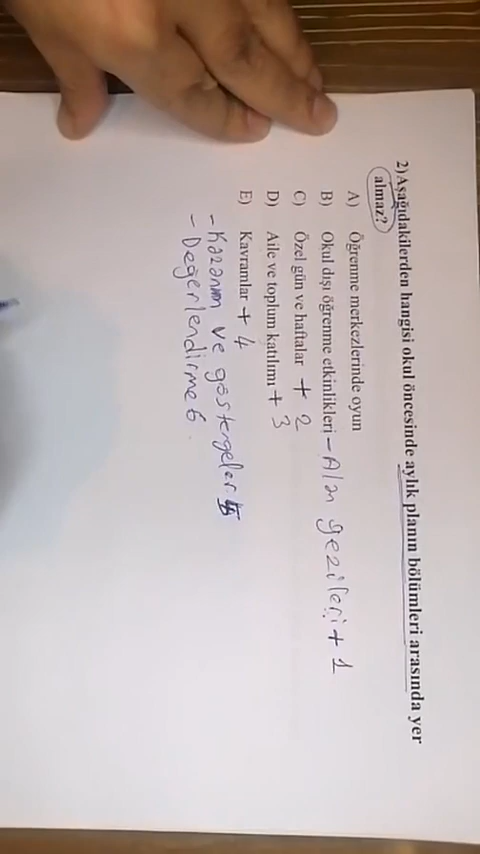 2) Aşağıdakilerden hangisi okul öncesinde aylık planın bölümleri arasında yer
almaz?
A) Öğrenme merkezlerinde oyun
B) Okul dışı öğrenme etkinlikleri - Alan gezileri + 1
C) Özel gün ve haftalar + 2
D) Aile ve toplum katılımı + 3
E) Kavramlar + 4
- Kazanım ve göstergeler 5
- Değerlendirme 6